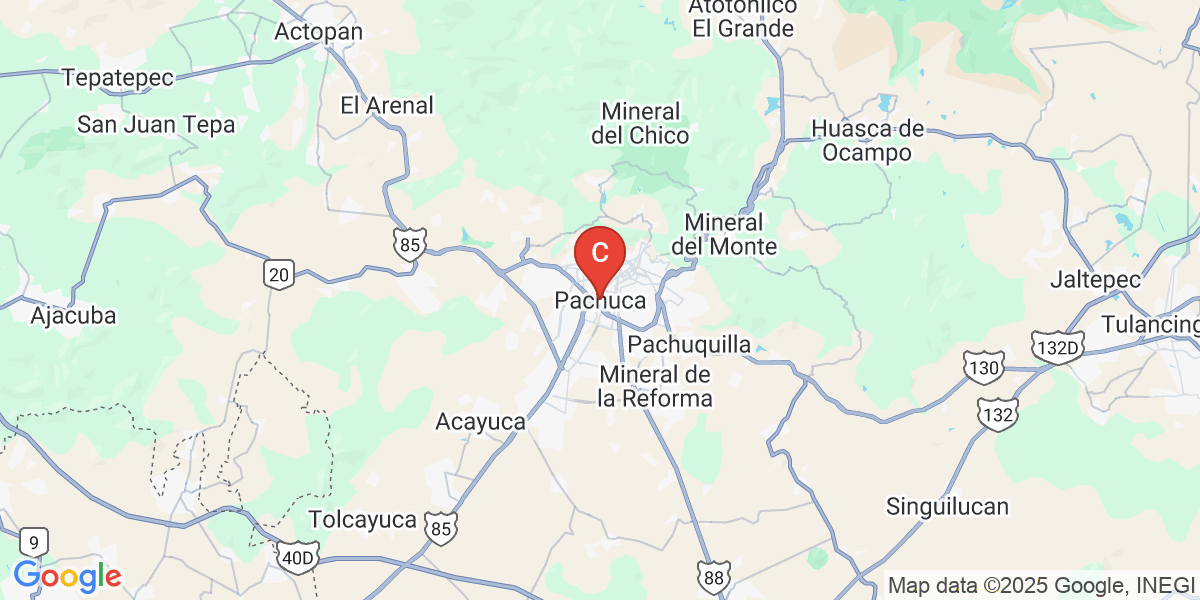 Atotonilco
El Grande
Actopan
Tepatepec
El Arenal
San Juan Tepa
Mineral
del Chico
Huasca de
Ocampo
Mineral
del Monte
85
20
C
Jaltepec
Pachuca
Ajacuba
Tulancing
Pachuquilla
132D
130
Mineral de
la Reforma
132
Acayuca
Singuilucan
Tolcayuca
85
9
40D
88
Google
Map data ©2025 Google, INEGI